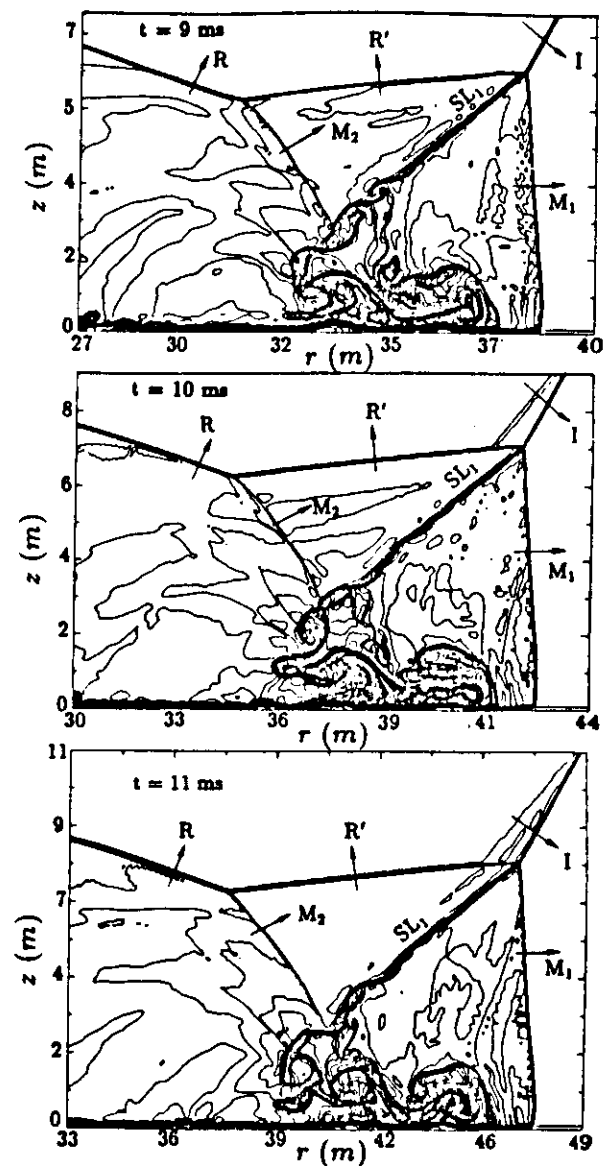 t = 9 ms
R
R'
I
M₂
SL₁
M₁
z (m)
7
5
4
2
0
27 30 32 35 37 40
r (m)
t = 10 ms
R
R'
I
M₂
SL₁
M₁
z (m)
8
6
4
2
0
30 33 36 39 41 44
r (m)
t = 11 ms
R
R'
I
M₂
SL₁
M₁
z (m)
11
9
7
4
2
0
33 36 39 42 46 49
r (m)